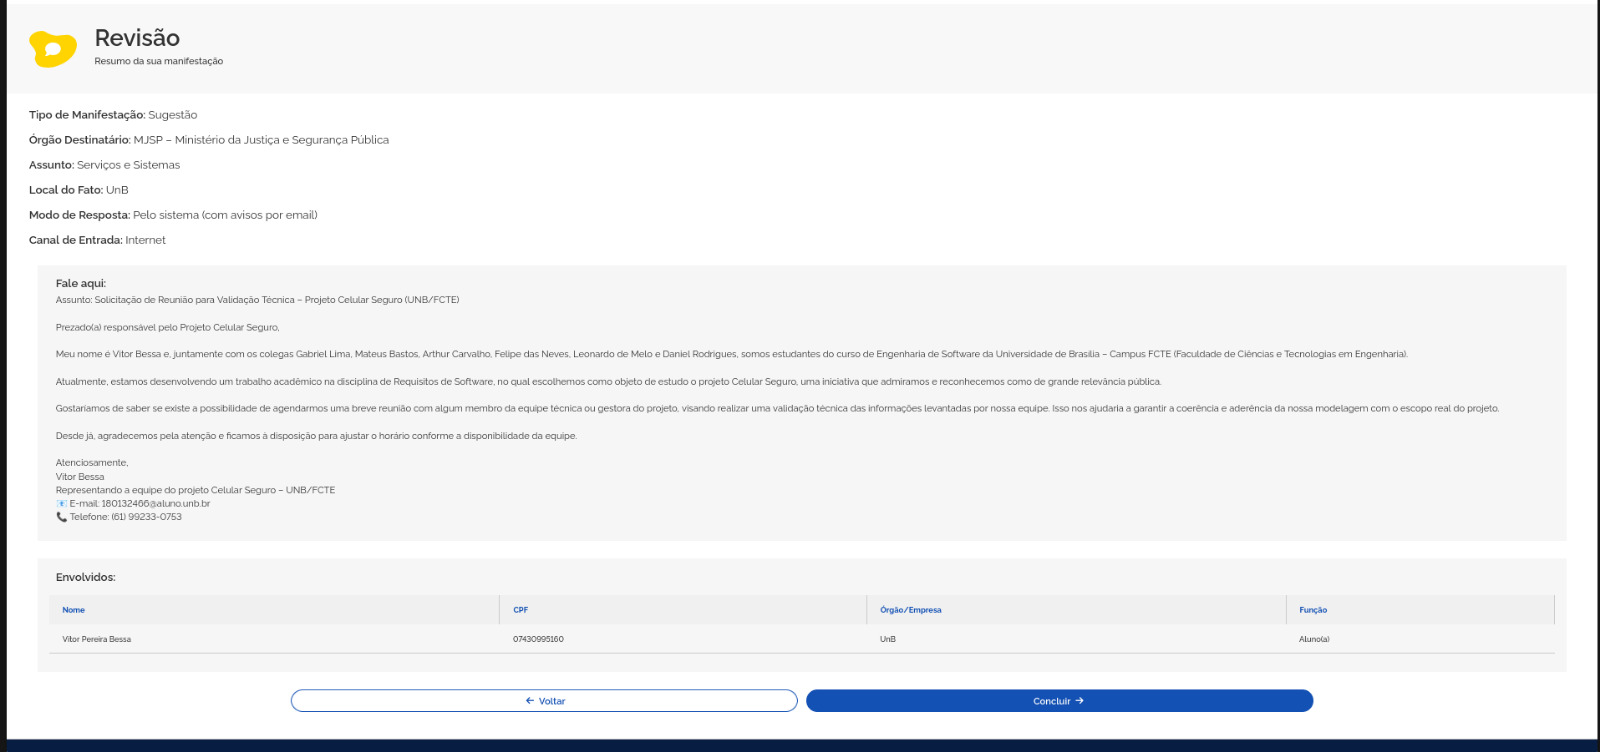 Revisão
Resumo da sua manifestação
Tipo de Manifestação: Sugestão
Órgão Destinatário: MJSP – Ministério da Justiça e Segurança Pública
Assunto: Serviços e Sistemas
Local do Fato: UnB
Modo de Resposta: Pelo sistema (com avisos por email)
Canal de Entrada: Internet
Fale aqui:
Assunto: Solicitação de Reunião para Validação Técnica – Projeto Celular Seguro (UNB/FCTE)
Prezado(a) responsável pelo Projeto Celular Seguro,
Meu nome é Vitor Bessa e, juntamente com os colegas Gabriel Lima, Mateus Bastos, Arthur Carvalho, Felipe das Neves, Leonardo de Melo e Daniel Rodrigues, somos estudantes do curso de Engenharia de Software da Universidade de Brasília – Campus FCTE (Faculdade de Ciências e Tecnologias em Engenharia).
Atualmente, estamos desenvolvendo um trabalho acadêmico na disciplina de Requisitos de Software, no qual escolhemos como objeto de estudo o projeto Celular Seguro, uma iniciativa que admiramos e reconhecemos como de grande relevância pública.
Gostaríamos de saber se existe a possibilidade de agendarmos uma breve reunião com algum membro da equipe técnica ou gestora do projeto, visando realizar uma validação técnica das informações levantadas por nossa equipe. Isso nos ajudaria a garantir a coerência e aderência da nossa modelagem com o escopo real do projeto.
Desde já, agradecemos pela atenção e ficamos à disposição para ajustar o horário conforme a disponibilidade da equipe.
Atenciosamente,
Vitor Bessa
Representando a equipe do projeto Celular Seguro – UNB/FCTE
📧 E-mail: 180132466@aluno.unb.br
📞 Telefone: (61) 99233-0753
Envolvidos:
Nome CPF Órgão/Empresa Função
Vitor Pereira Bessa 07430995160 UnB Aluno(a)
← Voltar Concluir →